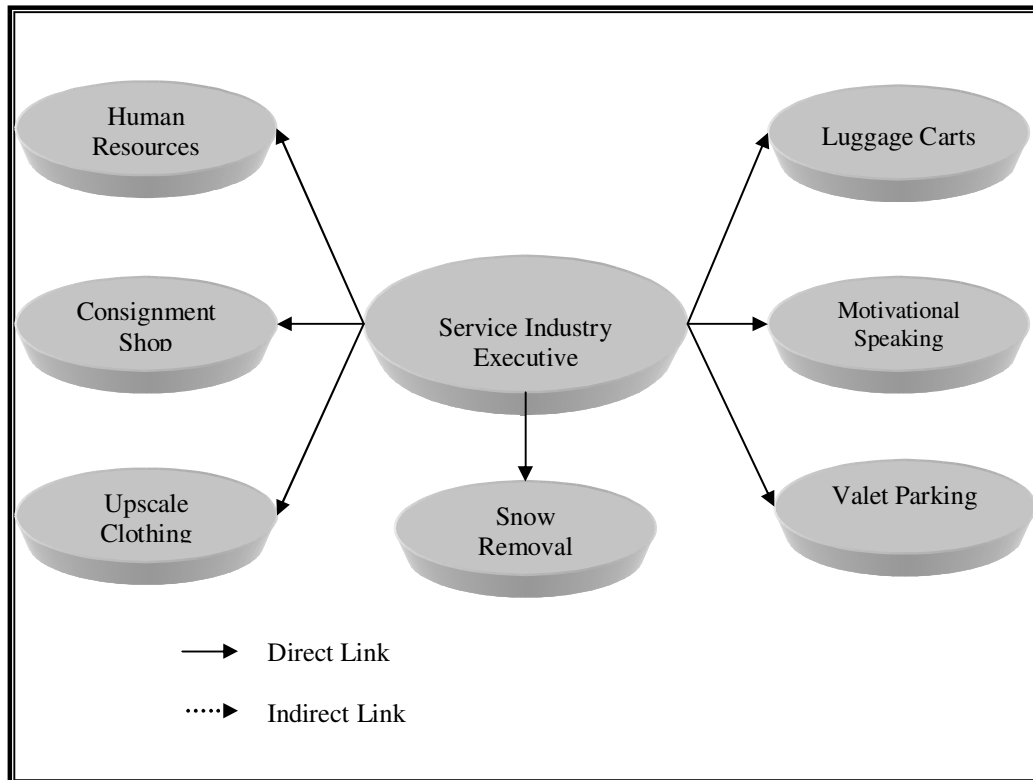 Human
Resources
Luggage Carts
Consignment
Shop
Service Industry
Executive
Motivational
Speaking
Upscale
Clothing
Snow
Removal
Valet Parking
Direct Link
Indirect Link